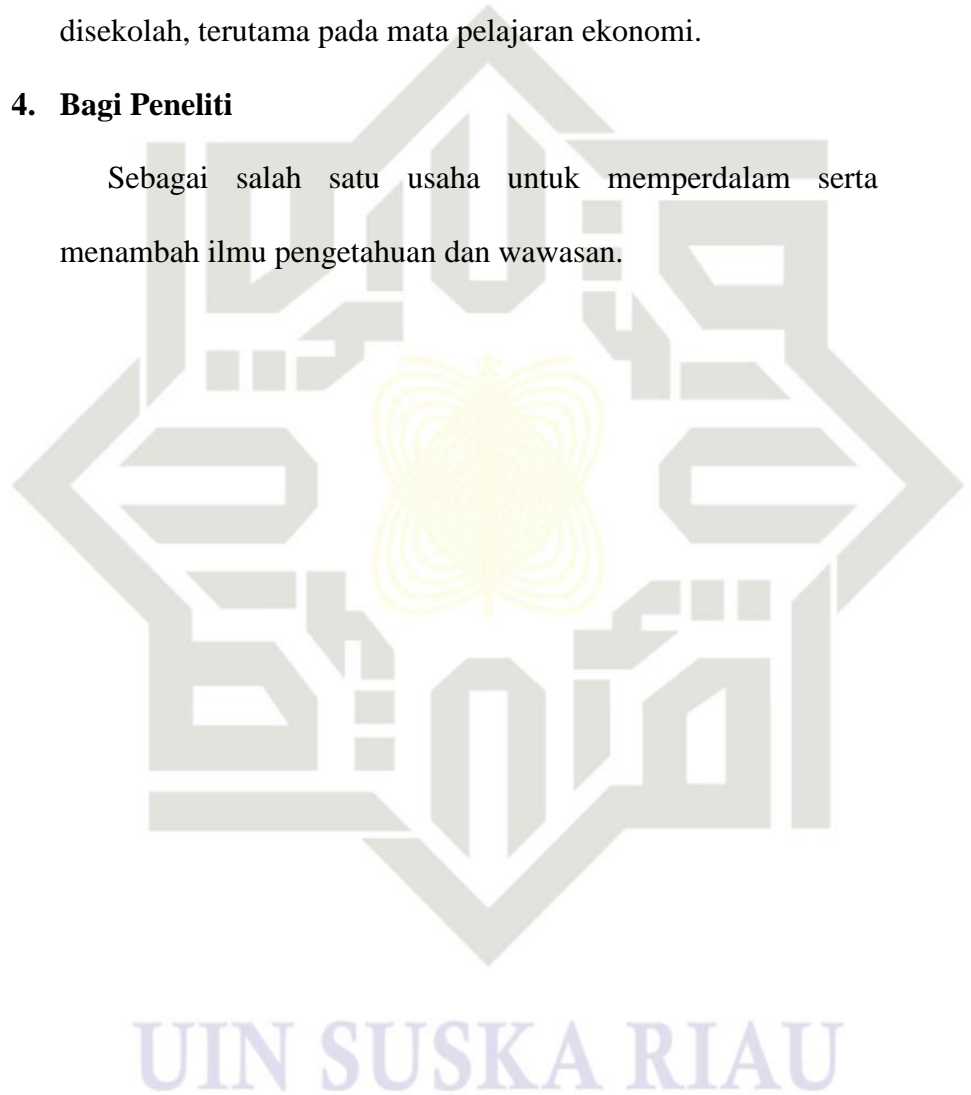 disekolah, terutama pada mata pelajaran ekonomi.
4. Bagi Peneliti
Sebagai salah satu usaha untuk memperdalam serta
menambah ilmu pengetahuan dan wawasan.
UIN SUSKA RIAU